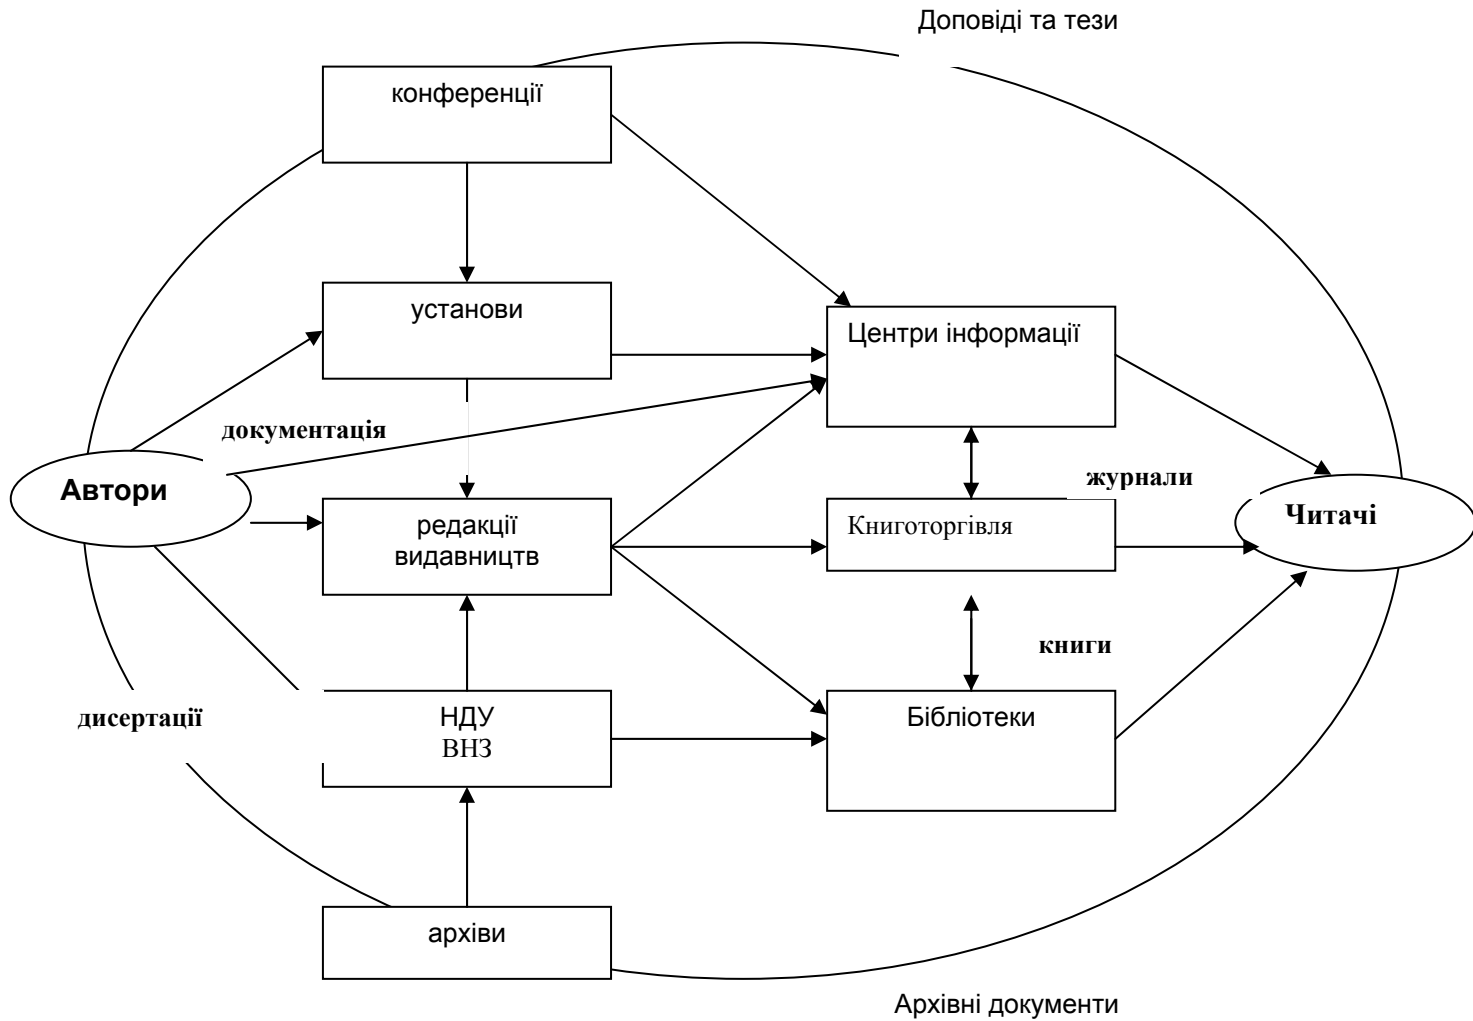 Доповіді та тези
конференції
установи
Центри інформації
документація
Автори
журнали
редакції
видавництв
Книготоргівля
Читачі
книги
дисертації
НДУ
ВНЗ
Бібліотеки
архіви
Архівні документи